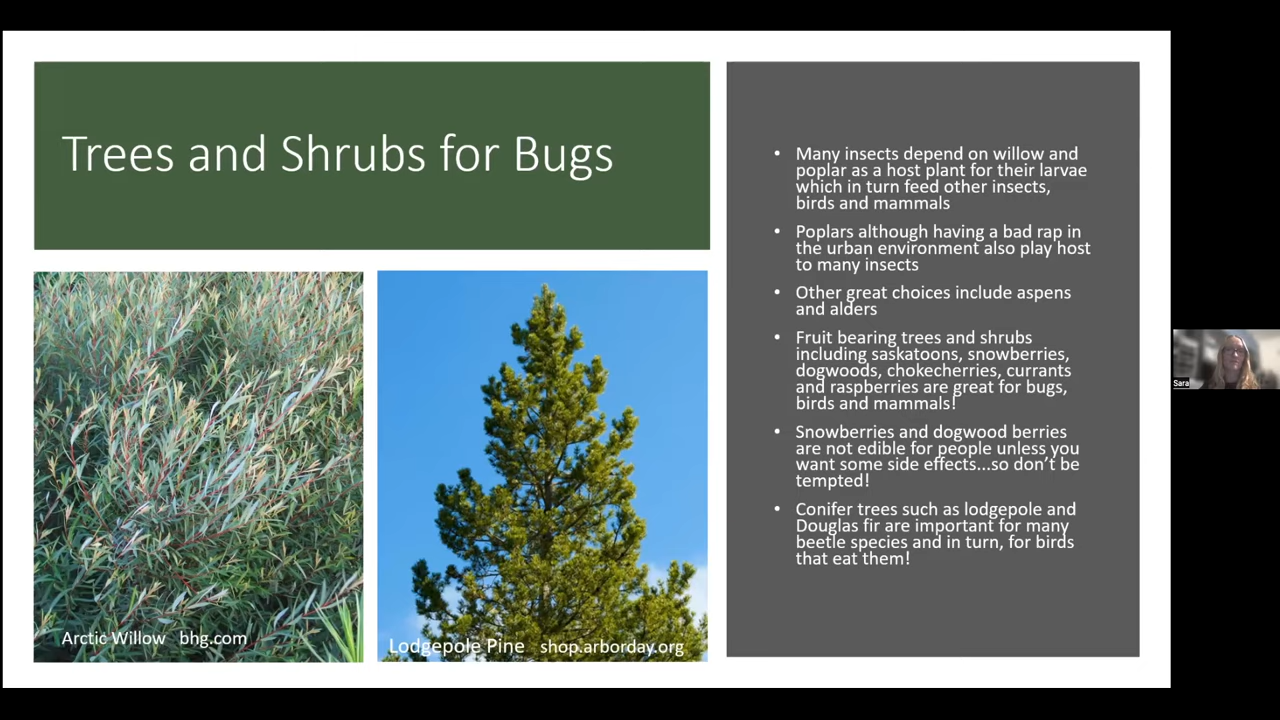 Trees and Shrubs for Bugs
Arctic Willow bhg.com
Lodgepole Pine shop.arborday.org
• Many insects depend on willow and
poplar as a host plant for their larvae
which in turn feed other insects,
birds and mammals
• Poplars although having a bad rap in
the urban environment also play host
to many insects
• Other great choices include aspens
and alders
• Fruit bearing trees and shrubs
including saskatoons, snowberries,
dogwoods, chokecherries, currants
and raspberries are great for bugs,
birds and mammals!
• Snowberries and dogwood berries
are not edible for people unless you
want some side effects...so don't be
tempted!
• Conifer trees such as lodgepole and
Douglas fir are important for many
beetle species and in turn, for birds
that eat them!
Sara